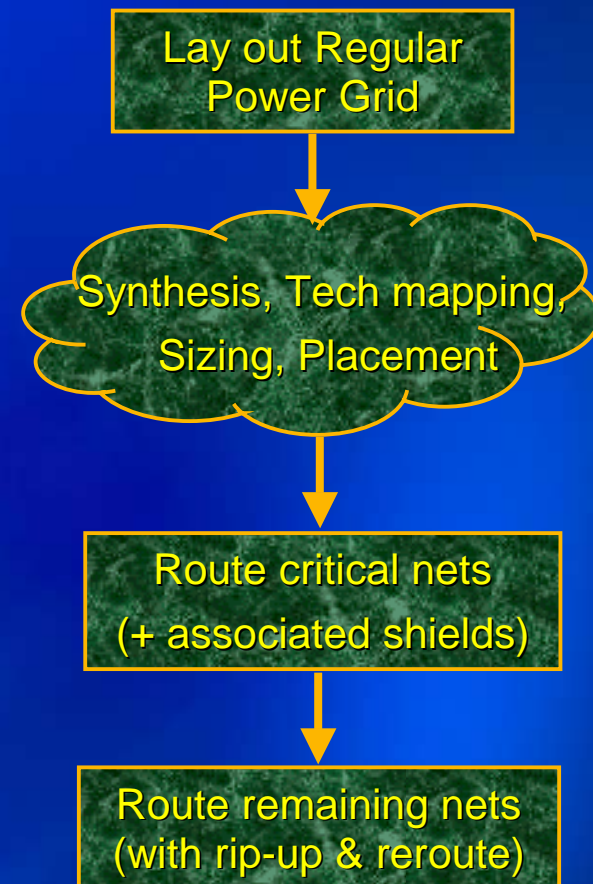 Lay out Regular
Power Grid
Synthesis, Tech mapping,
Sizing, Placement
Route critical nets
(+ associated shields)
Route remaining nets
(with rip-up & reroute)